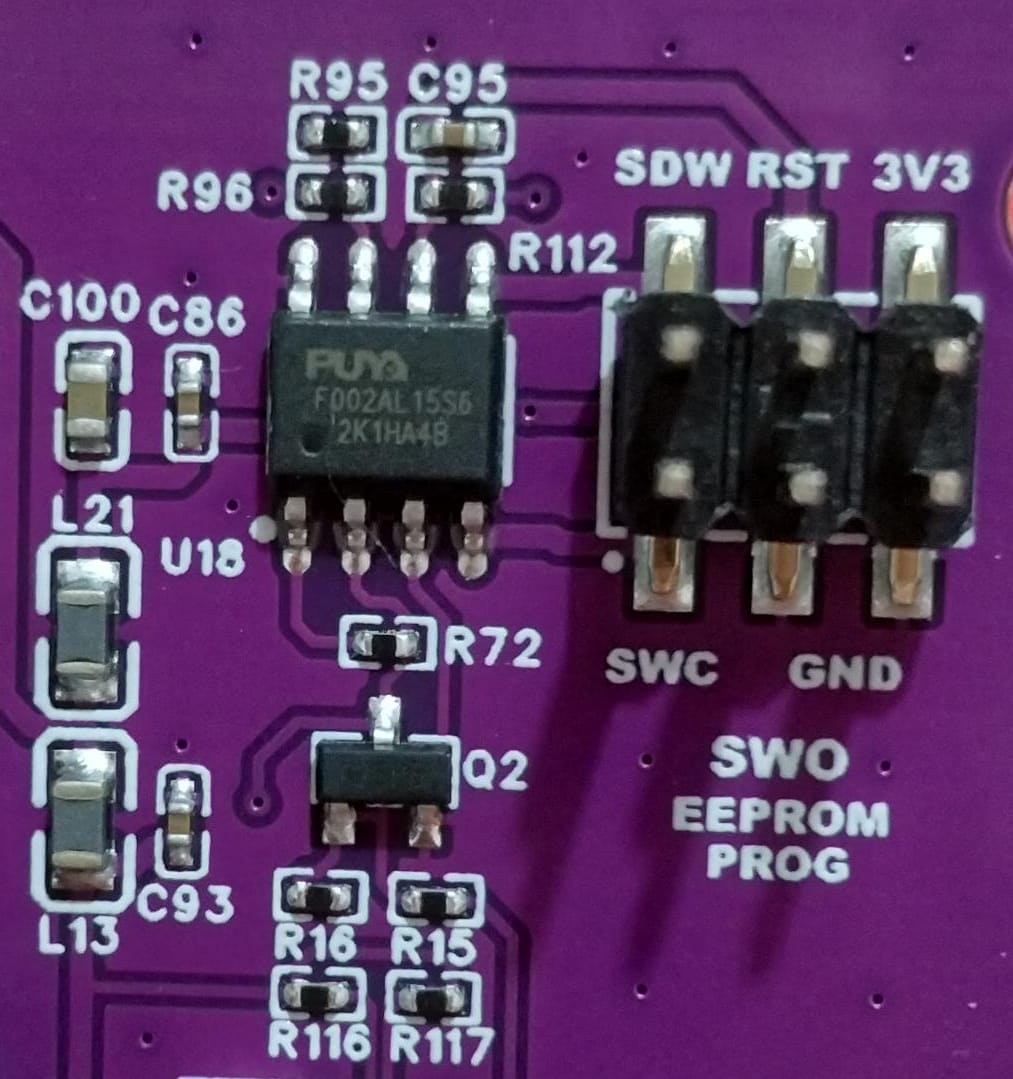 R95 C95
R96
R112
SDW RST 3V3
C100 C86
PUYA
F002AL15S6
2K1HA4B
L21
U18
R72
SWC GND
Q2
SWO
EEPROM
PROG
C93
L13
R16 R15
R116 R117